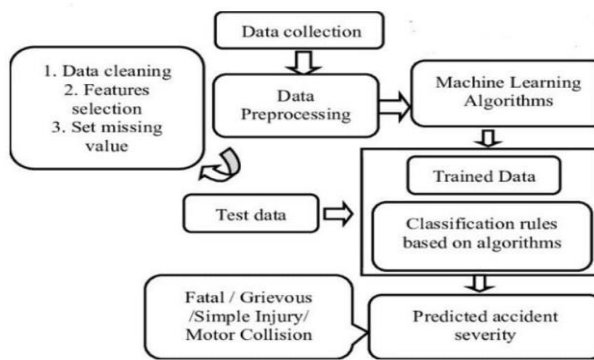 Data collection
1. Data cleaning
2. Features
selection
3. Set missing
value
Data
Preprocessing
Machine Learning
Algorithms
Trained Data
Test data
Classification rules
based on algorithms
Fatal / Grievous
/Simple Injury/
Motor Collision
Predicted accident
severity